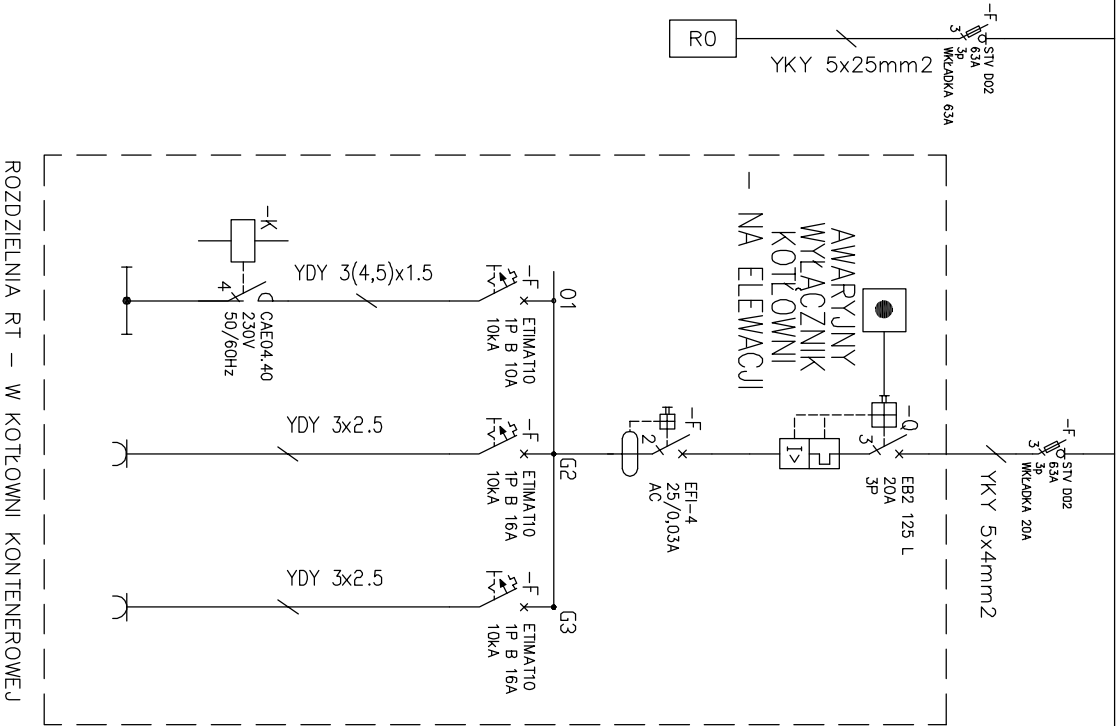 RO
YKY 5x25mm2
-F
3
STV D02
63A
3p
WKŁADKA 63A
-F
3
STV D02
63A
3p
WKŁADKA 20A
YKY 5x4mm2
AWARYJNY
WYŁĄCZNIK
KOTŁOWNI
- NA ELEWACJI
-Q
3
EB2 125 L
20A
3P
I>
-F
2
EFI-4
25/0,03A
AC
O1
-F
ETIMAT10
1P B 10A
10kA
YDY 3(4,5)x1.5
-K
4
CAE04.40
230V
50/60Hz
G2
-F
ETIMAT10
1P B 16A
10kA
YDY 3x2.5
G3
-F
ETIMAT10
1P B 16A
10kA
YDY 3x2.5
ROZDZIELNIA RT - W KOTŁOWNI KONTENEROWEJ